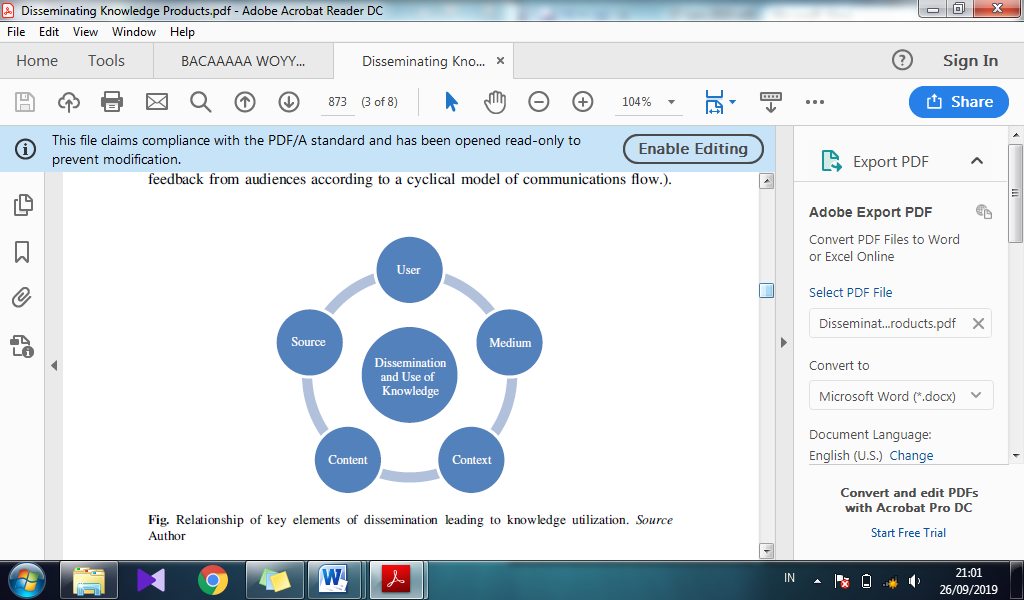 Disseminating Knowledge Products.pdf - Adobe Acrobat Reader DC
File Edit View Window Help
Home Tools BACAAAAA WOYY... Disseminating Kno... × Sign In
873 (3 of 8) 104% Share
This file claims compliance with the PDF/A standard and has been opened read-only to
prevent modification.
Enable Editing
feedback from audiences according to a cyclical model of communications flow.).
User
Source
Medium
Dissemination
and Use of
Knowledge
Content
Context
Fig. Relationship of key elements of dissemination leading to knowledge utilization. Source
Author
Export PDF
Adobe Export PDF
Convert PDF Files to Word
or Excel Online
Select PDF File
Disseminat...roducts.pdf
Convert to
Microsoft Word (*.docx)
Document Language:
English (U.S.) Change
Convert and edit PDFs
with Acrobat Pro DC
Start Free Trial
IN
21:01
26/09/2019